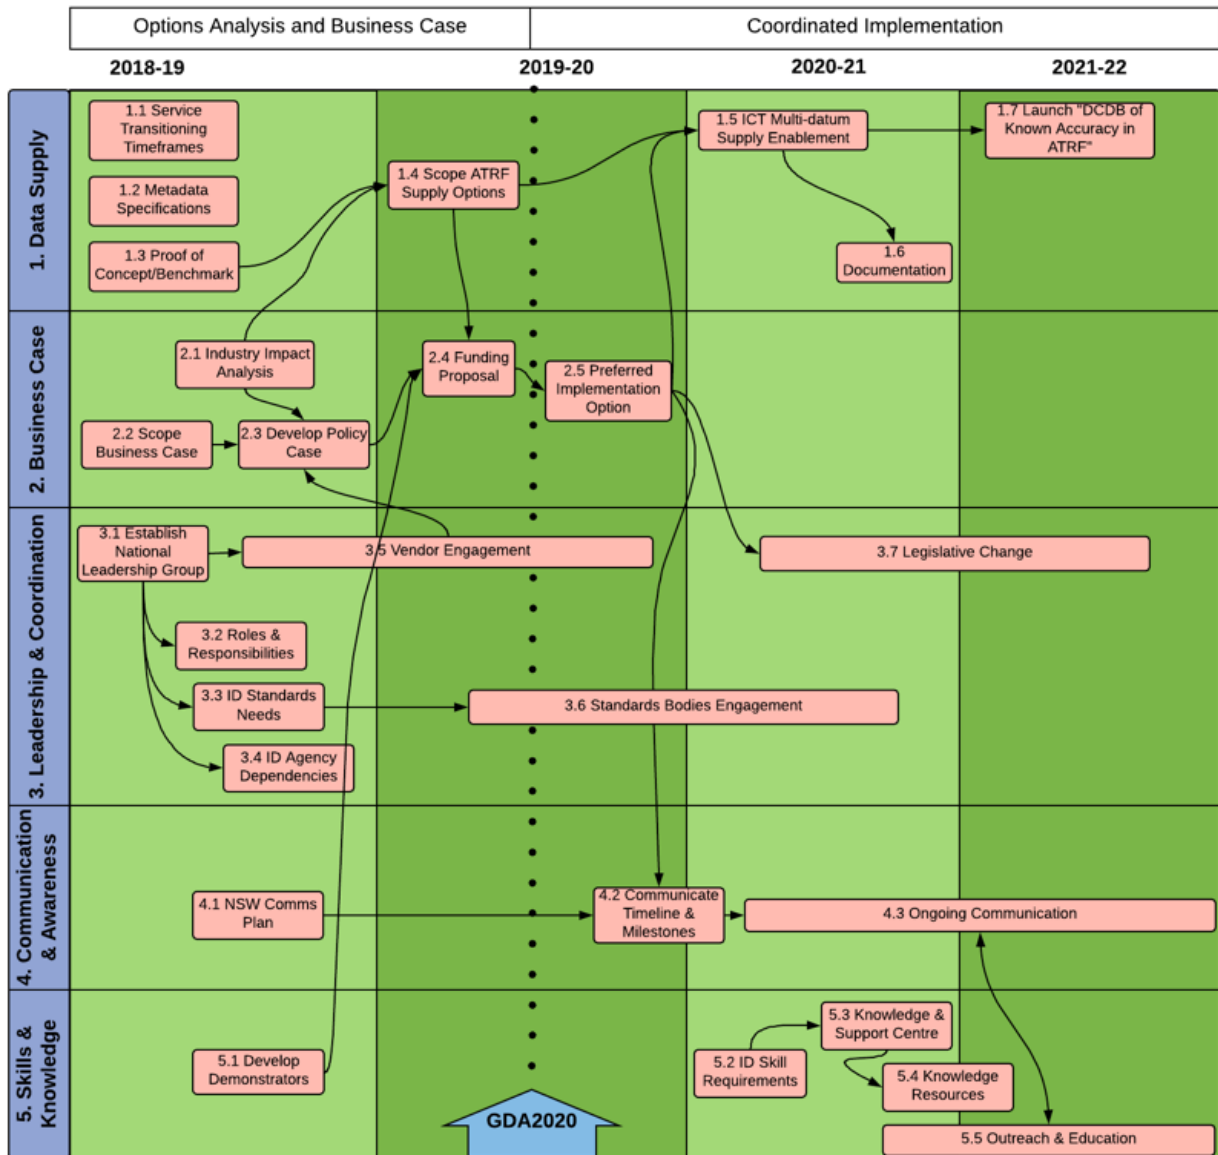 Options Analysis and Business Case
Coordinated Implementation
2018-19
2019-20
2020-21
2021-22
1. Data Supply
1.1 Service
Transitioning
Timeframes
1.2 Metadata
Specifications
1.3 Proof of
Concept/Benchmark
1.4 Scope ATRF
Supply Options
1.5 ICT Multi-datum
Supply Enablement
1.6
Documentation
1.7 Launch "DCDB of
Known Accuracy in
ATRF"
2. Business Case
2.1 Industry Impact
Analysis
2.2 Scope
Business Case
2.3 Develop Policy
Case
2.4 Funding
Proposal
2.5 Preferred
Implementation
Option
3. Leadership & Coordination
3.1 Establish
National
Leadership Group
3.5 Vendor Engagement
3.7 Legislative Change
3.2 Roles &
Responsibilities
3.3 ID Standards
Needs
3.6 Standards Bodies Engagement
3.4 ID Agency
Dependencies
4. Communication
& Awareness
4.1 NSW Comms
Plan
4.2 Communicate
Timeline &
Milestones
4.3 Ongoing Communication
5. Skills &
Knowledge
5.1 Develop
Demonstrators
5.2 ID Skill
Requirements
5.3 Knowledge &
Support Centre
5.4 Knowledge
Resources
5.5 Outreach & Education
GDA2020